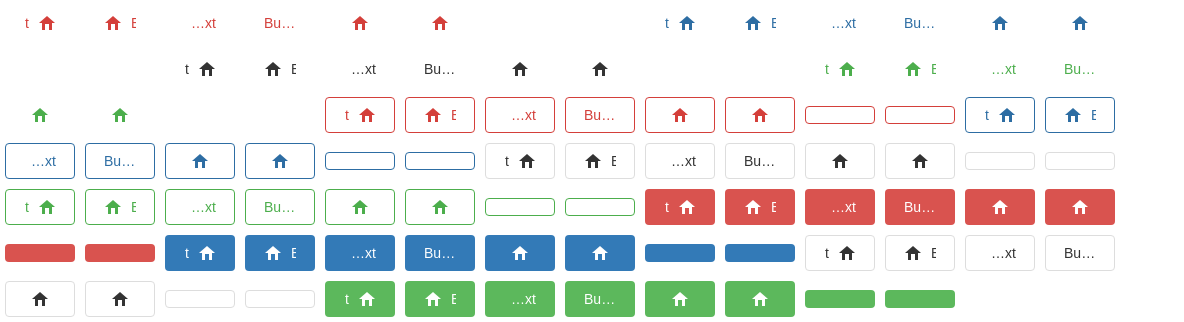 t E …xt Bu… t E …xt Bu…
t E …xt Bu… t E …xt Bu…
t E …xt Bu… t E
…xt Bu… t E …xt Bu…
t E …xt Bu… t E …xt Bu…
t E …xt Bu… t E …xt Bu…
t E …xt Bu…